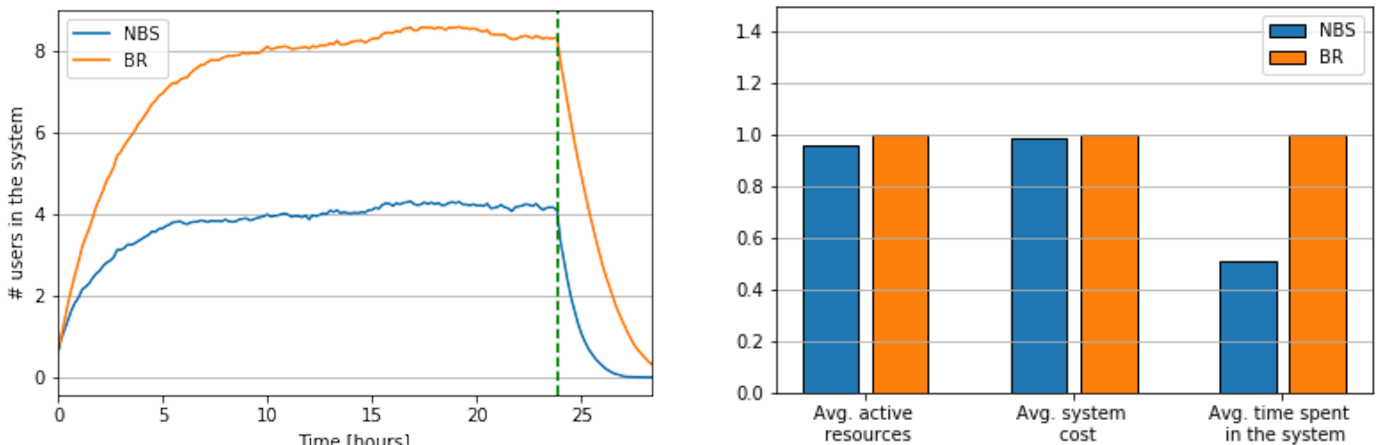 NBS
BR
8
6
4
2
0
# users in the system
0 5 10 15 20 25
Time [hours]
NBS
BR
1.4
1.2
1.0
0.8
0.6
0.4
0.2
0.0
Avg. active
resources
Avg. system
cost
Avg. time spent
in the system